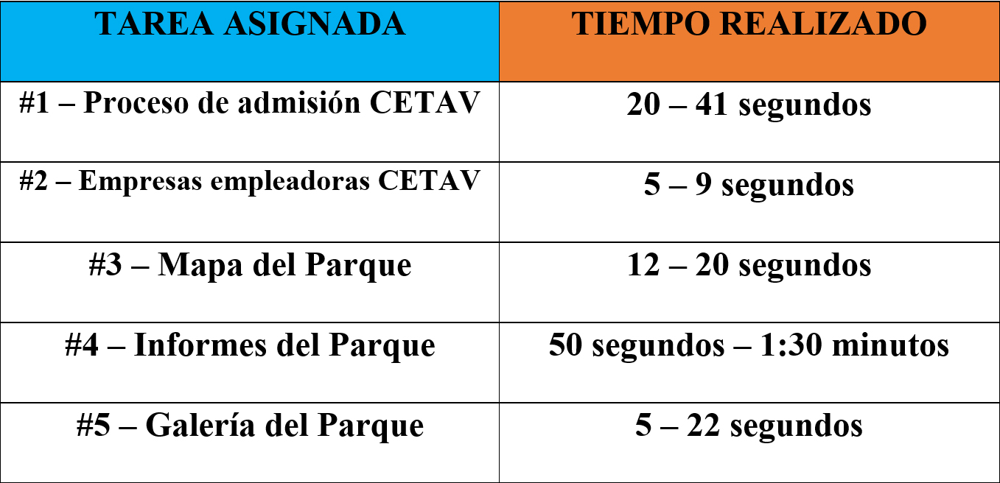 TAREA ASIGNADA
TIEMPO REALIZADO
#1 – Proceso de admisión CETAV
20 – 41 segundos
#2 – Empresas empleadoras CETAV
5 – 9 segundos
#3 – Mapa del Parque
12 – 20 segundos
#4 – Informes del Parque
50 segundos – 1:30 minutos
#5 – Galería del Parque
5 – 22 segundos